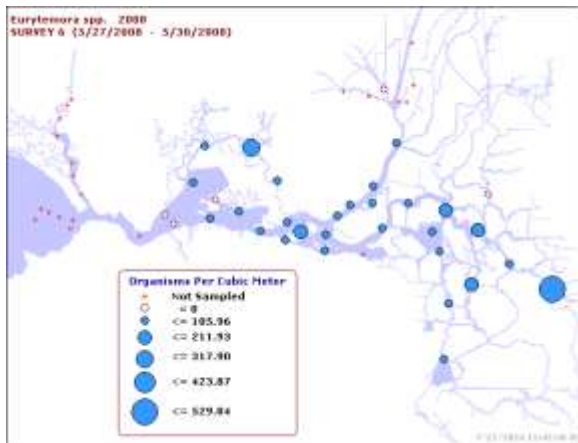 Eurytemora spp. 2008
SURVEY 6 (5/27/2008 - 5/30/2008)
Organisms Per Cubic Meter
Not Sampled
= 0
<= 105.96
<= 211.93
<= 317.90
<= 423.87
<= 529.84